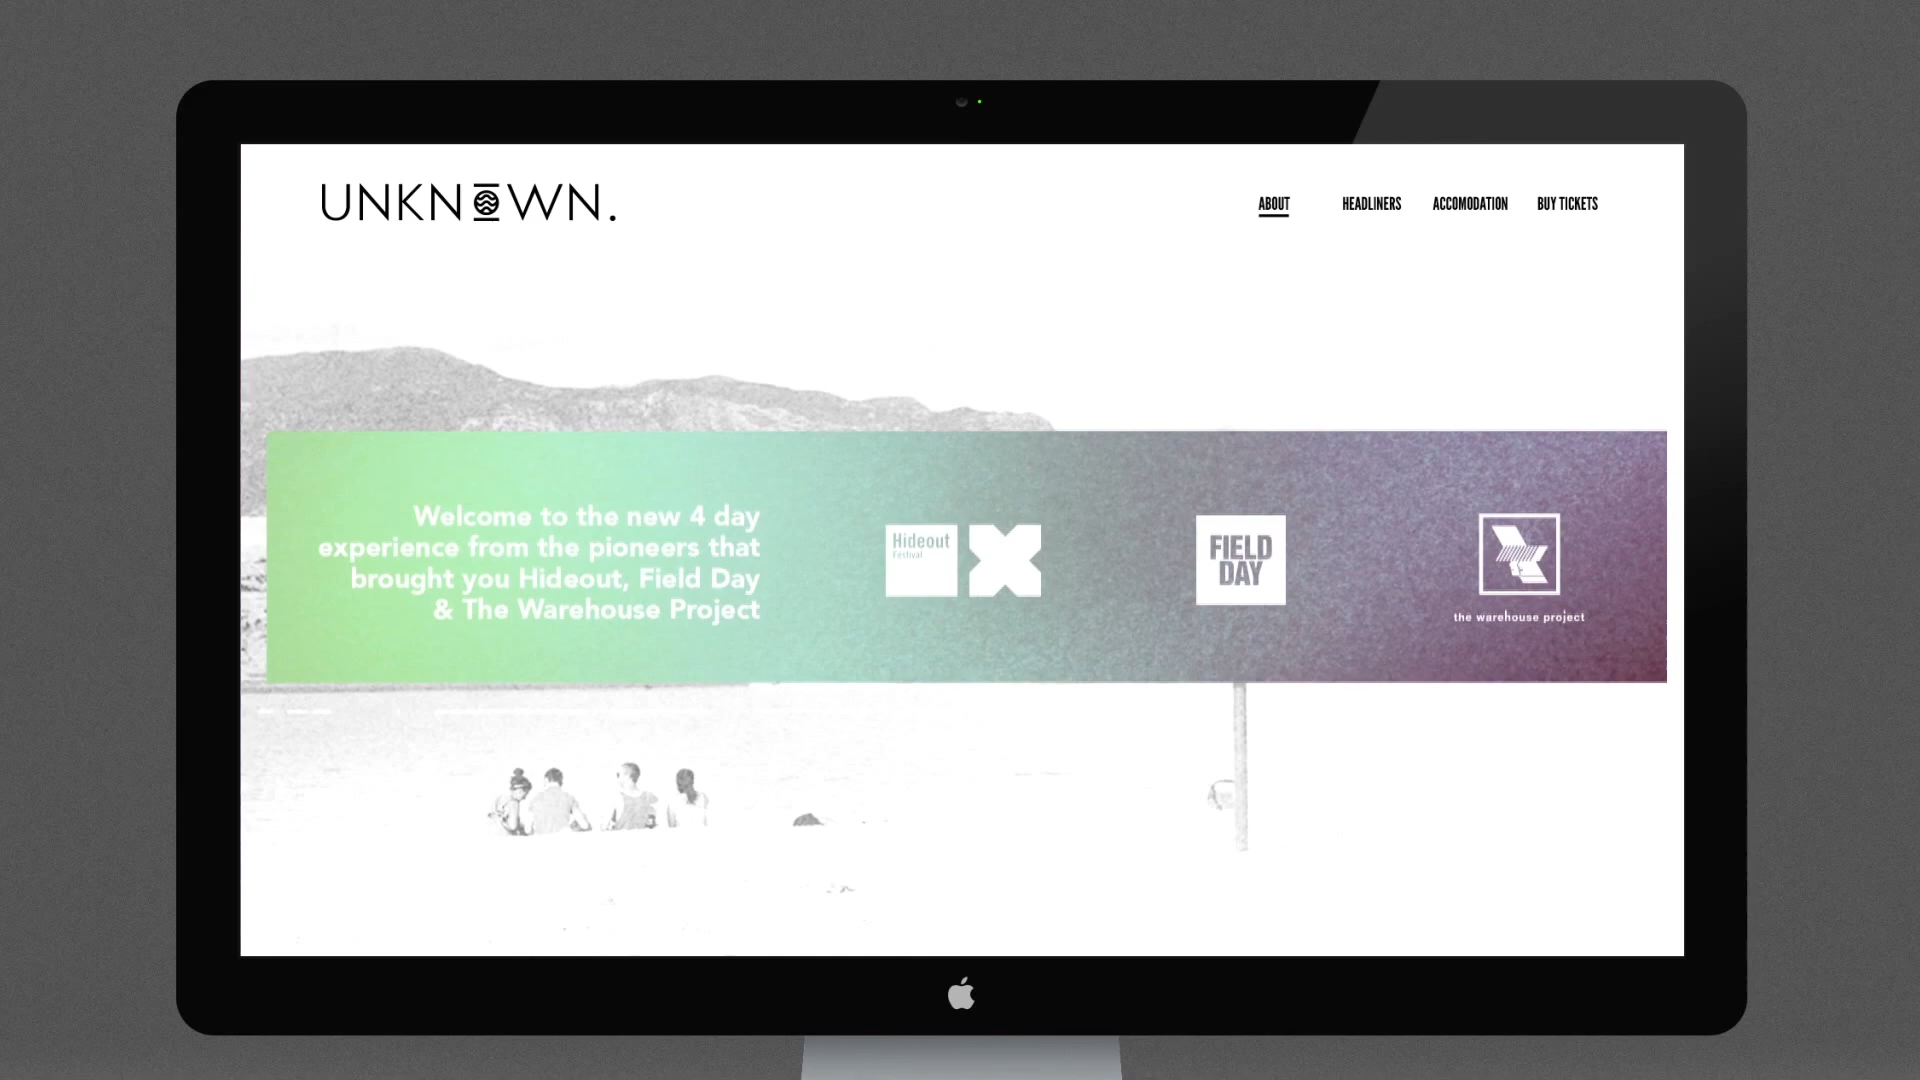 UNKNOWN.
ABOUT
HEADLINERS
ACCOMODATION
BUY TICKETS
Welcome to the new 4 day
experience from the pioneers that
brought you Hideout, Field Day
& The Warehouse Project
Hideout
Festival
FIELD
DAY
the warehouse project